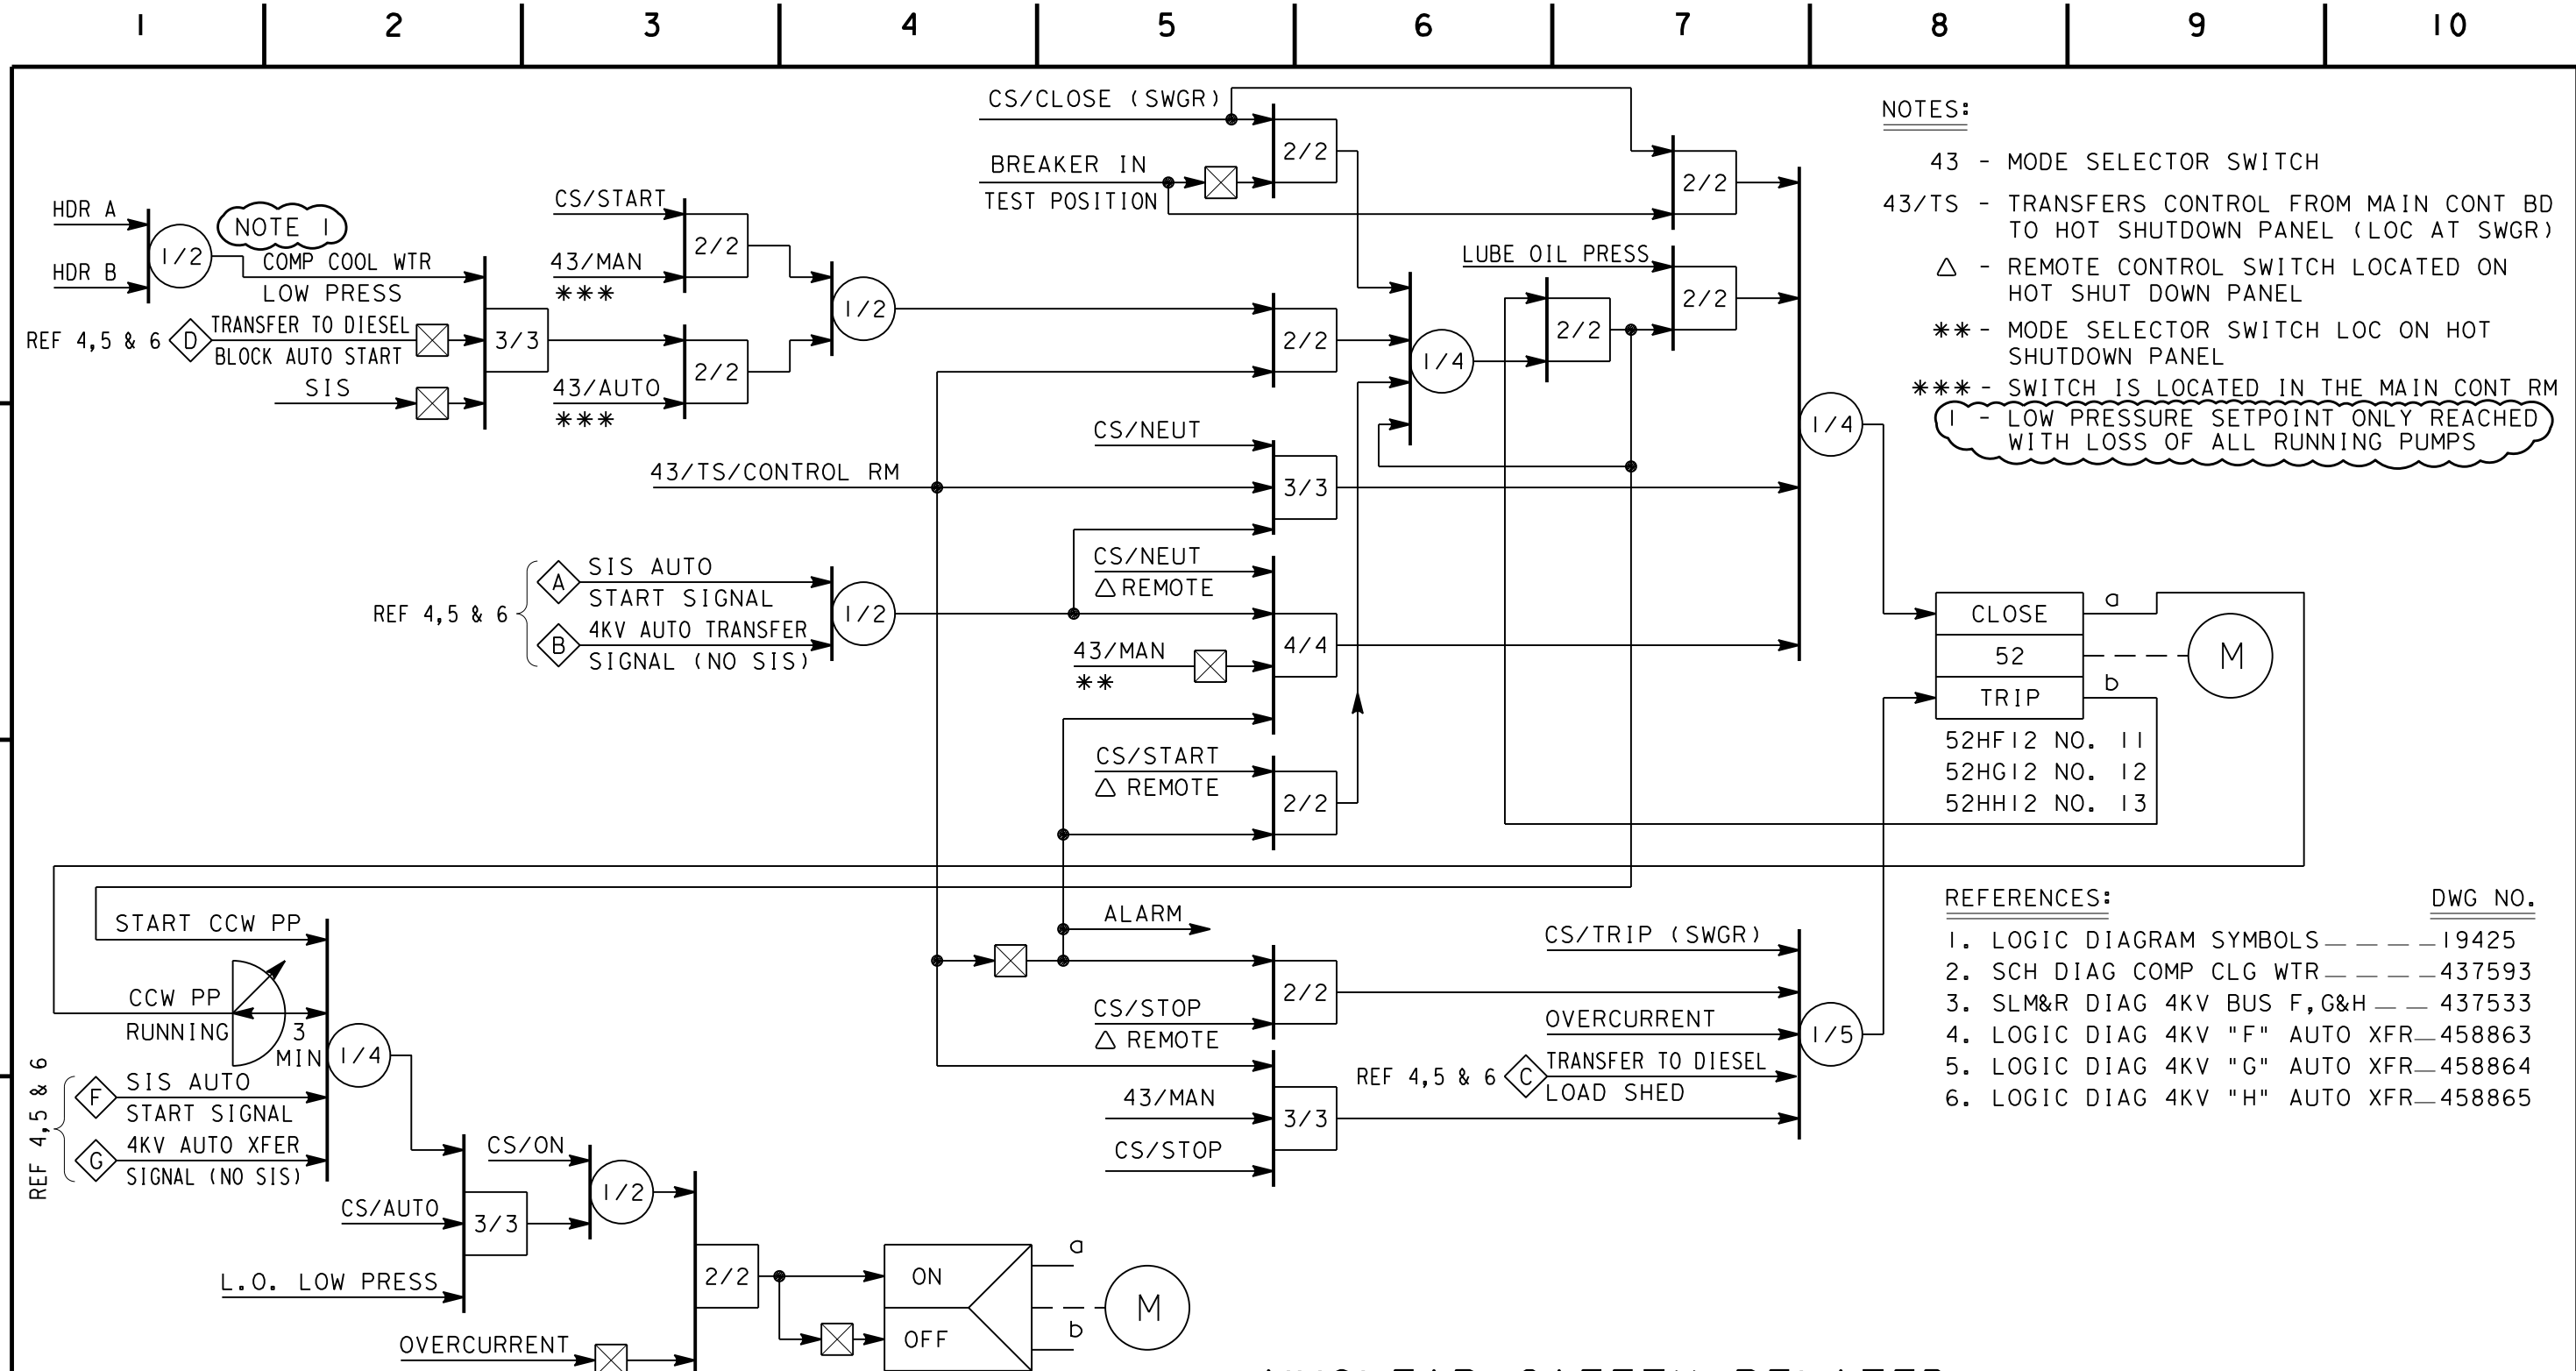 1 2 3 4 5 6 7 8 9 10
CS/CLOSE (SWGR)
2/2
BREAKER IN
TEST POSITION
2/2
HDR A
HDR B
1/2
NOTE 1
COMP COOL WTR
LOW PRESS
REF 4,5 & 6 D TRANSFER TO DIESEL
BLOCK AUTO START
SIS
3/3
CS/START
43/MAN
***
2/2
43/AUTO
***
2/2
1/2
2/2
LUBE OIL PRESS
2/2
1/4
2/2
CS/NEUT
43/TS/CONTROL RM
3/3
1/4
REF 4,5 & 6
A SIS AUTO
START SIGNAL
B 4KV AUTO TRANSFER
SIGNAL (NO SIS)
1/2
CS/NEUT
△ REMOTE
43/MAN
**
4/4
CS/START
△ REMOTE
2/2
NOTES:
43 - MODE SELECTOR SWITCH
43/TS - TRANSFERS CONTROL FROM MAIN CONT BD
TO HOT SHUTDOWN PANEL (LOC AT SWGR)
△ - REMOTE CONTROL SWITCH LOCATED ON
HOT SHUT DOWN PANEL
** - MODE SELECTOR SWITCH LOC ON HOT
SHUTDOWN PANEL
*** - SWITCH IS LOCATED IN THE MAIN CONT RM
1 - LOW PRESSURE SETPOINT ONLY REACHED
WITH LOSS OF ALL RUNNING PUMPS
CLOSE
52
TRIP
a
b
M
52HF12 NO. 11
52HG12 NO. 12
52HH12 NO. 13
START CCW PP
CCW PP
RUNNING
3
MIN
1/4
REF 4,5 & 6
F SIS AUTO
START SIGNAL
G 4KV AUTO XFER
SIGNAL (NO SIS)
ALARM
CS/STOP
△ REMOTE
2/2
43/MAN
CS/STOP
3/3
CS/TRIP (SWGR)
OVERCURRENT
REF 4,5 & 6 C TRANSFER TO DIESEL
LOAD SHED
1/5
REFERENCES: DWG NO.
1. LOGIC DIAGRAM SYMBOLS 19425
2. SCH DIAG COMP CLG WTR 437593
3. SLM&R DIAG 4KV BUS F,G&H 437533
4. LOGIC DIAG 4KV "F" AUTO XFR 458863
5. LOGIC DIAG 4KV "G" AUTO XFR 458864
6. LOGIC DIAG 4KV "H" AUTO XFR 458865
CS/ON
CS/AUTO
L.O. LOW PRESS
3/3
1/2
OVERCURRENT
2/2
ON
OFF
a
b
M